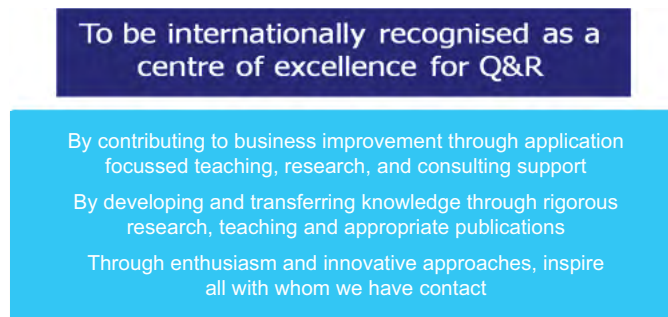 To be internationally recognised as a
centre of excellence for Q&R
By contributing to business improvement through application
focussed teaching, research, and consulting support
By developing and transferring knowledge through rigorous
research, teaching and appropriate publications
Through enthusiasm and innovative approaches, inspire
all with whom we have contact